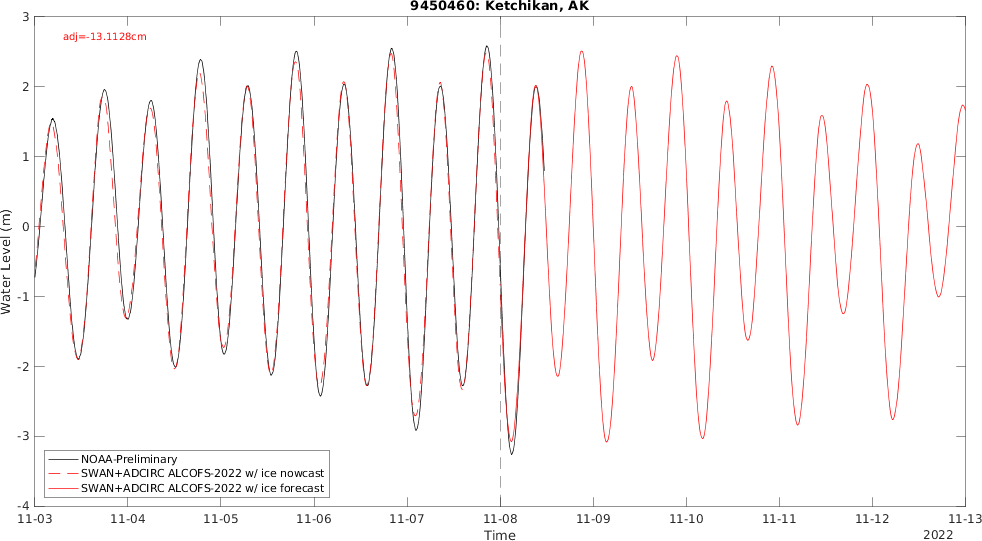 9450460: Ketchikan, AK
adj=-13.1128cm
Water Level (m)
3
2
1
0
-1
-2
-3
-4
NOAA-Preliminary
SWAN+ADCIRC ALCOFS-2022 w/ ice nowcast
SWAN+ADCIRC ALCOFS-2022 w/ ice forecast
11-03 11-04 11-05 11-06 11-07 11-08 11-09 11-10 11-11 11-12 11-13
Time
2022